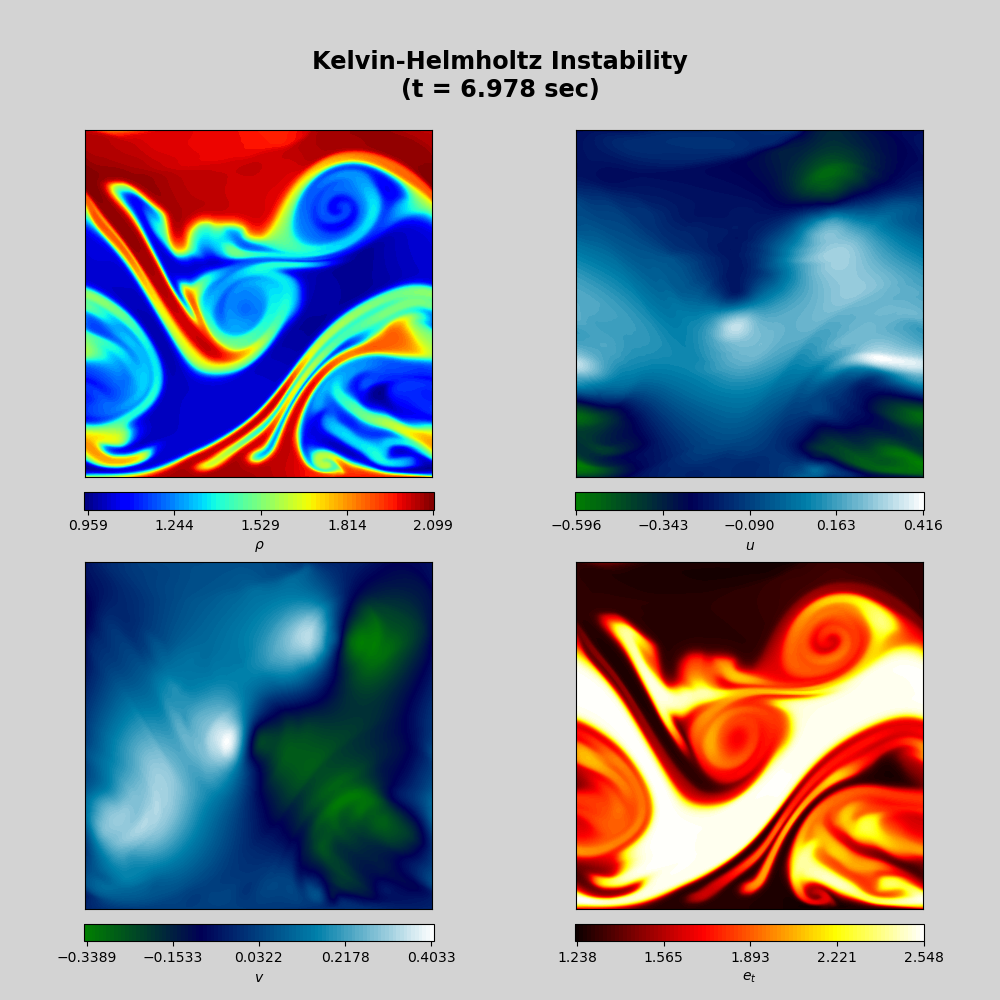 Kelvin-Helmholtz Instability
(t = 6.978 sec)
0.959 1.244 1.529 1.814 2.099
ρ
−0.596 −0.343 −0.090 0.163 0.416
u
−0.3389 −0.1533 0.0322 0.2178 0.4033
v
1.238 1.565 1.893 2.221 2.548
e_t